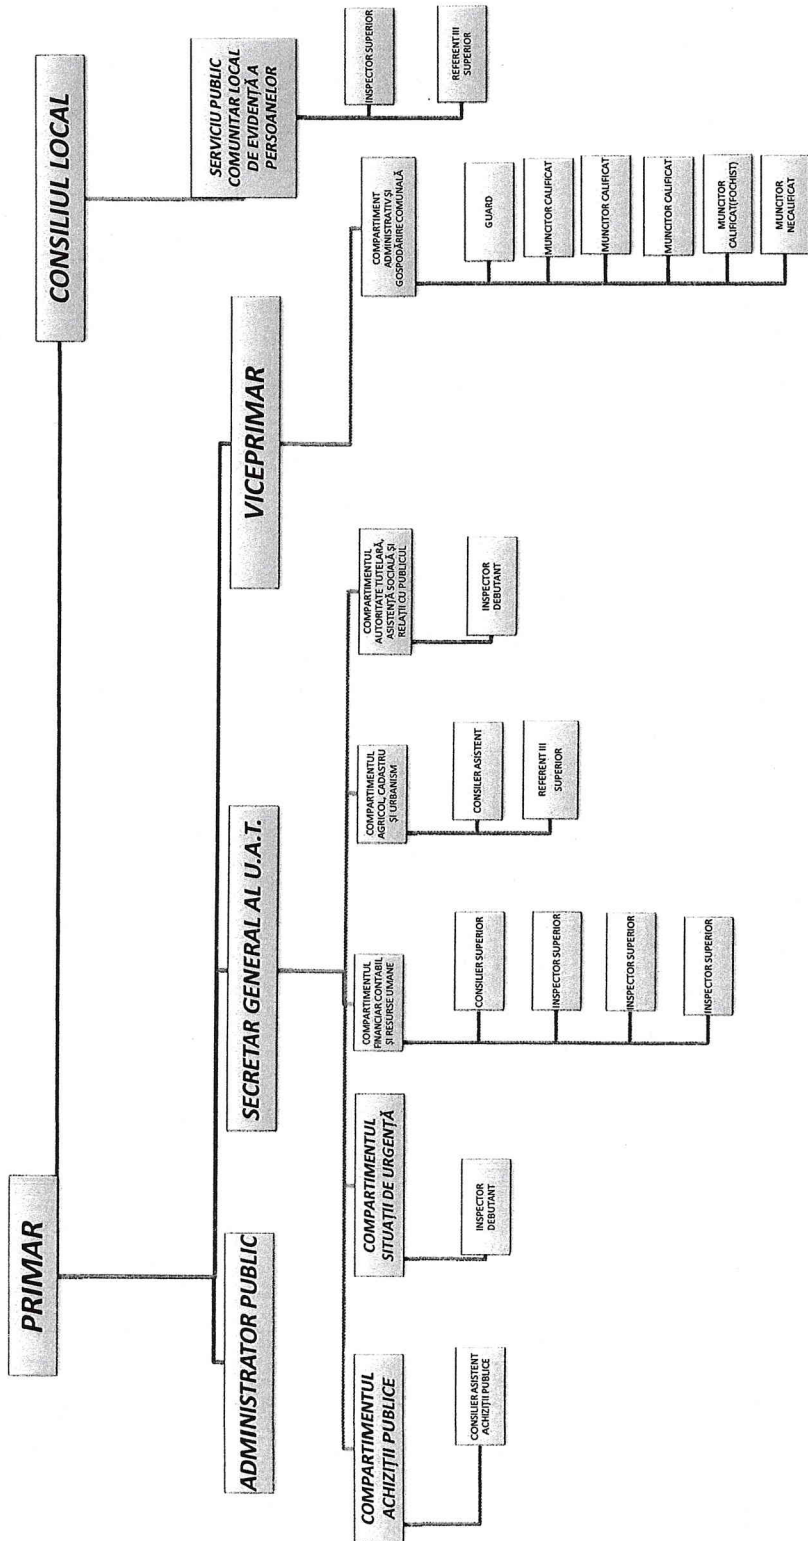 PRIMAR
CONSILIUL LOCAL
ADMINISTRATOR PUBLIC
SECRETAR GENERAL AL U.A.T.
VICEPRIMAR
SERVICIU PUBLIC
COMUNITAR LOCAL
DE EVIDENȚĂ A
PERSOANELOR
INSPECTOR SUPERIOR
REFERENT III
SUPERIOR
COMPARTIMENTUL
ACHIZIȚII PUBLICE
CONSILIER ASISTENT
ACHIZIȚII PUBLICE
COMPARTIMENTUL
SITUAȚII DE URGENȚĂ
INSPECTOR
DEBUTANT
COMPARTIMENTUL
FINANCIAR CONTABIL
ȘI RESURSE UMANE
CONSILIER SUPERIOR
INSPECTOR SUPERIOR
INSPECTOR SUPERIOR
INSPECTOR SUPERIOR
COMPARTIMENTUL
AGRICOL, CADASTRU
ȘI URBANISM
CONSILER ASISTENT
REFERENT III
SUPERIOR
COMPARTIMENTUL
AUTORITATE TUTELARĂ,
ASISTENȚĂ SOCIALĂ ȘI
RELAȚII CU PUBLICUL
INSPECTOR
DEBUTANT
COMPARTIMENT
ADMINISTRATIV ȘI
GOSPODĂRIRE COMUNALĂ
GUARD
MUNCITOR CALIFICAT
MUNCITOR CALIFICAT
MUNCITOR CALIFICAT
MUNCITOR
CALIFICAT(FOCHIST)
MUNCITOR
NECALIFICAT